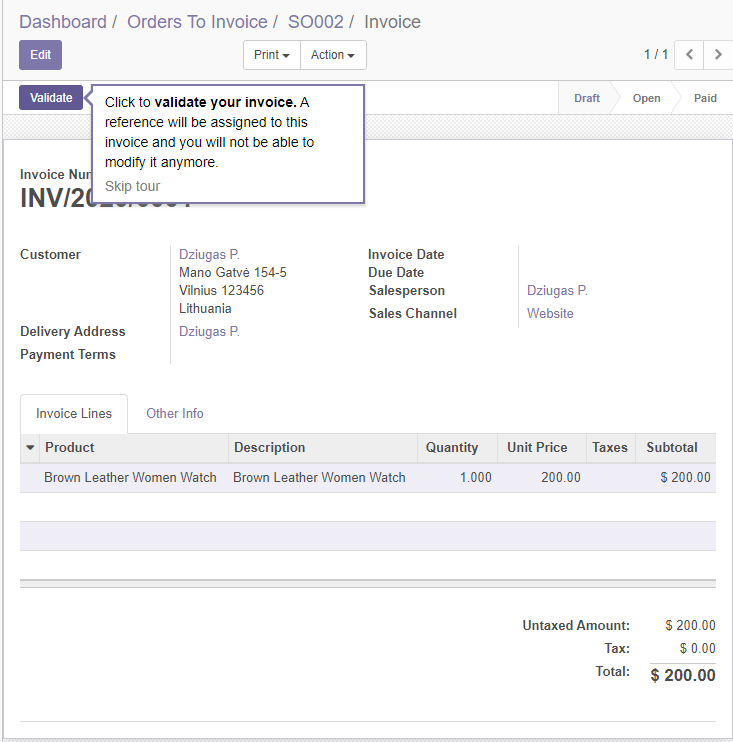 Dashboard / Orders To Invoice / SO002 / Invoice
Edit Print Action 1 / 1
Validate Draft Open Paid
Click to validate your invoice. A
reference will be assigned to this
invoice and you will not be able to
modify it anymore.
Skip tour
Invoice
Customer Dziugas P. Invoice Date
Mano Gatvė 154-5 Due Date
Vilnius 123456 Salesperson Dziugas P.
Lithuania
Sales Channel Website
Delivery Address Dziugas P.
Payment Terms
Invoice Lines Other Info
Product Description Quantity Unit Price Taxes Subtotal
Brown Leather Women Watch Brown Leather Women Watch 1.000 200.00 $ 200.00
Untaxed Amount: $ 200.00
Tax: $ 0.00
Total: $ 200.00